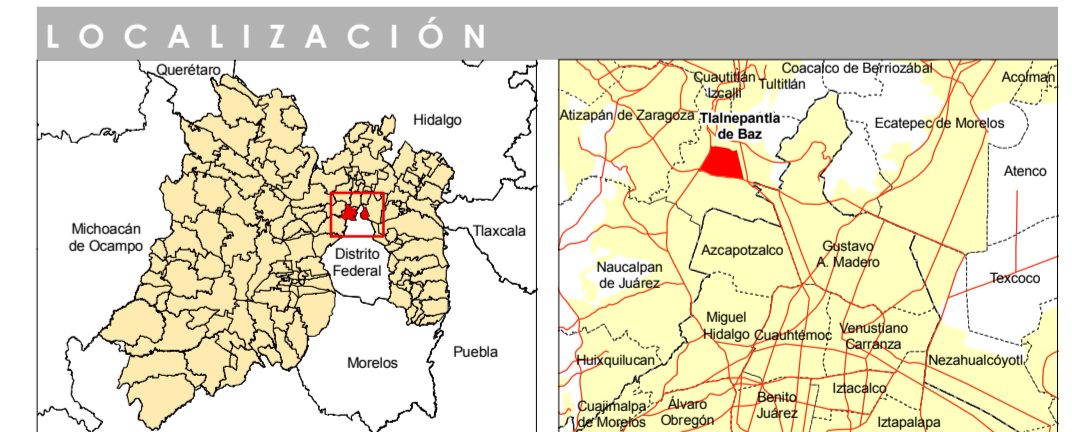 LOCALIZACIÓN
Querétaro
Hidalgo
Michoacán
de Ocampo
Tlaxcala
Distrito
Federal
Morelos
Puebla
Coacalco de Berriozábal
Cuautitlán
Izcalli
Tultitlán
Acolman
Atizapán de Zaragoza
Tlalnepantla
de Baz
Ecatepec de Morelos
Atenco
Azcapotzalco
Gustavo
A. Madero
Naucalpan
de Juárez
Texcoco
Miguel
Hidalgo
Cuauhtémoc
Venustiano
Carranza
Huixquilucan
Nezahualcóyotl
Iztacalco
Cuajimalpa
de Morelos
Álvaro
Obregón
Benito
Juárez
Iztapalapa